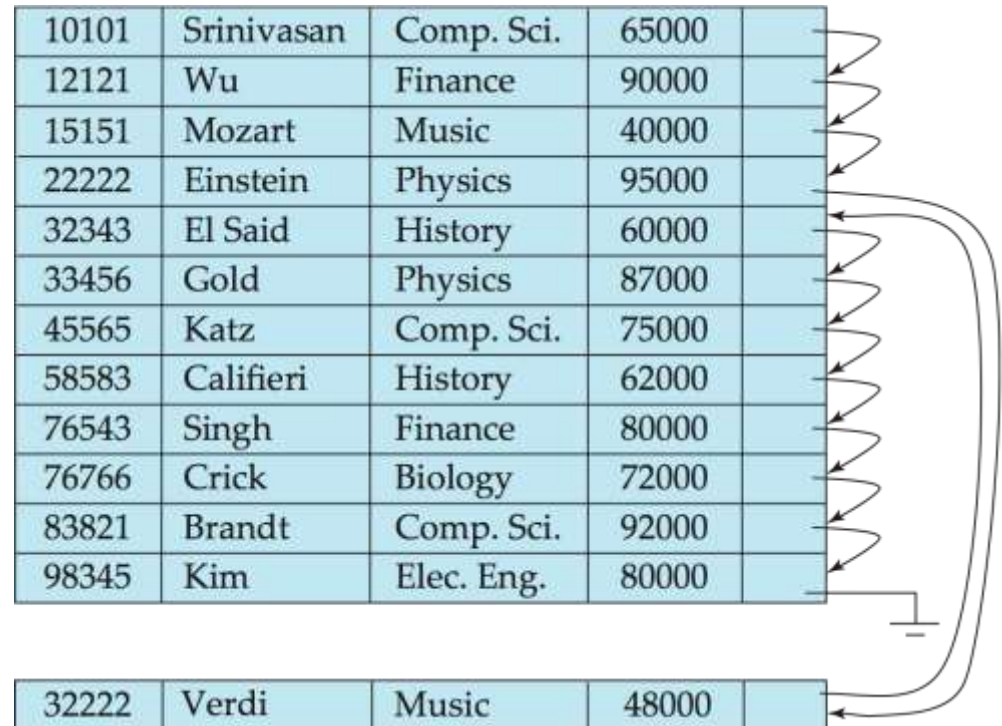 10101 Srinivasan Comp. Sci. 65000
12121 Wu Finance 90000
15151 Mozart Music 40000
22222 Einstein Physics 95000
32343 El Said History 60000
33456 Gold Physics 87000
45565 Katz Comp. Sci. 75000
58583 Califieri History 62000
76543 Singh Finance 80000
76766 Crick Biology 72000
83821 Brandt Comp. Sci. 92000
98345 Kim Elec. Eng. 80000
32222 Verdi Music 48000